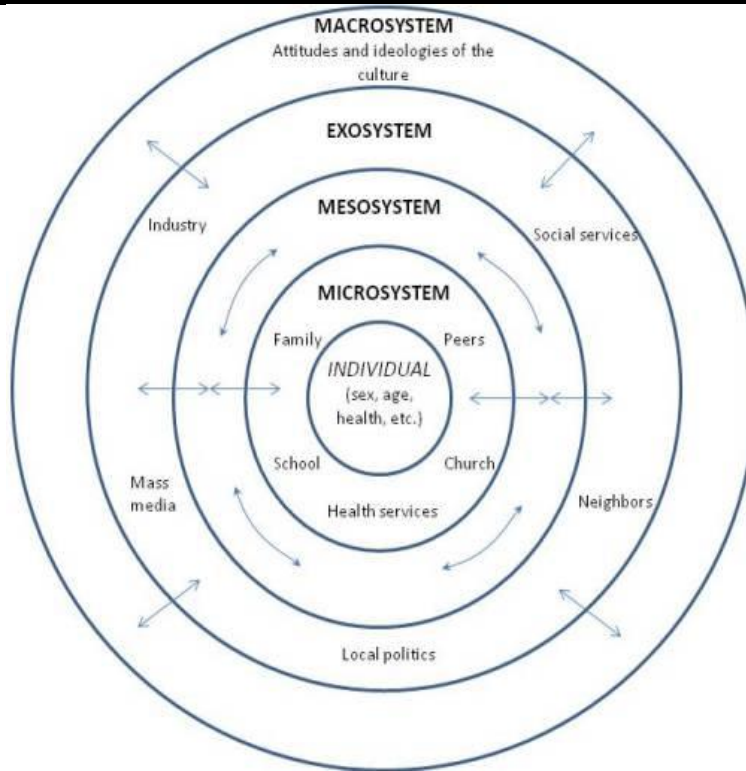 MACROSYSTEM
Attitudes and ideologies of the
culture
EXOSYSTEM
MESOSYSTEM
Industry
Social services
MICROSYSTEM
Family
Peers
INDIVIDUAL
(sex, age,
health, etc.)
School
Church
Mass
media
Health services
Neighbors
Local politics